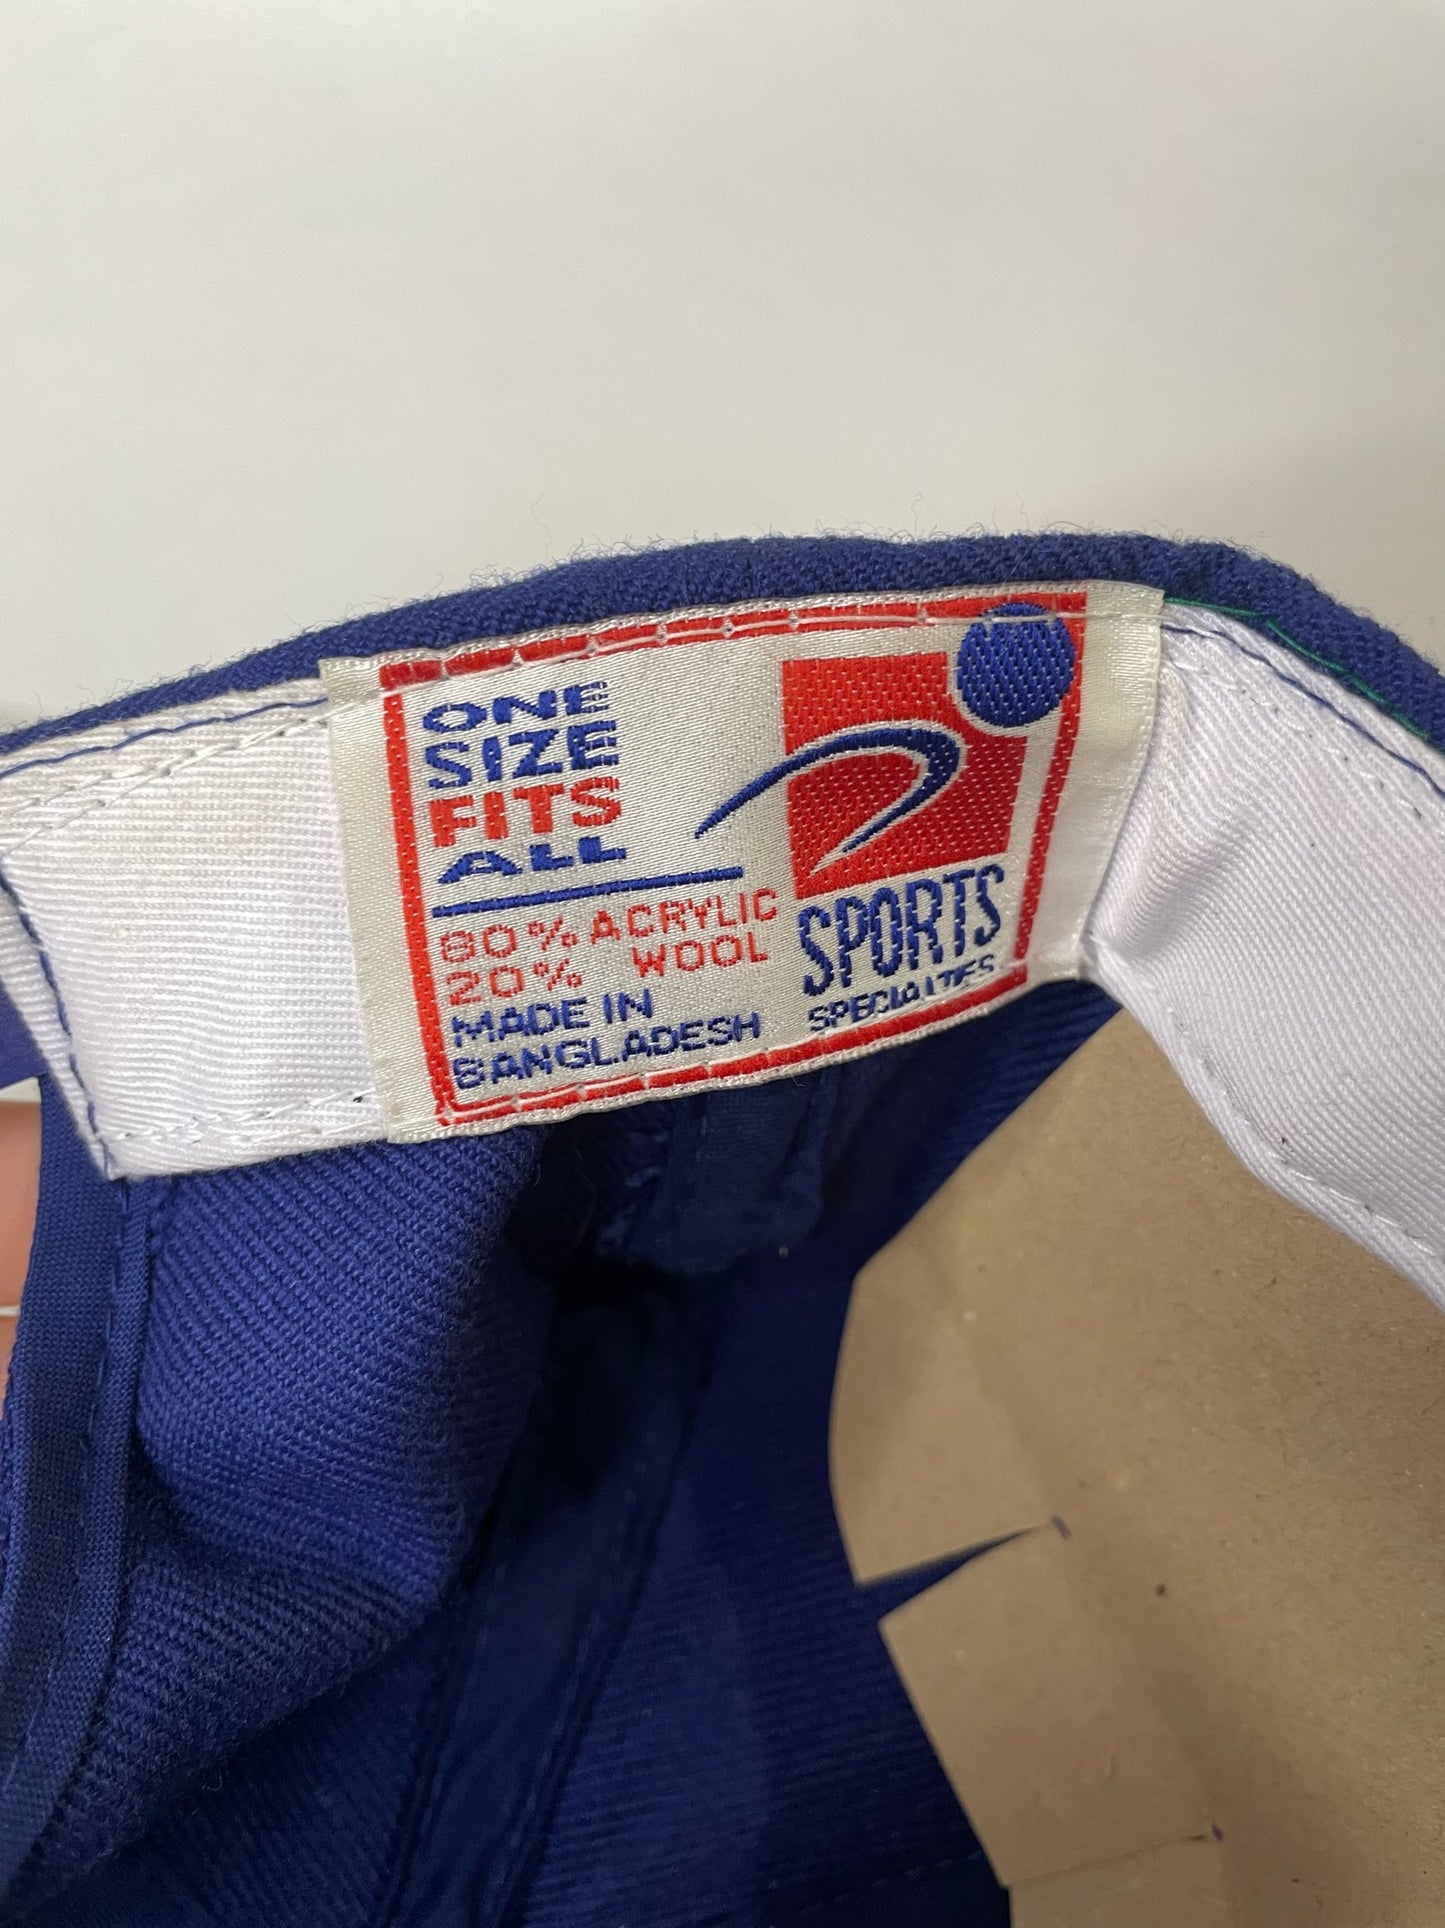 ONE
SIZE
FITS
ALL
80% ACRYLIC
20% WOOL
MADE IN
BANGLADESH
SPORTS
SPECIALTIES